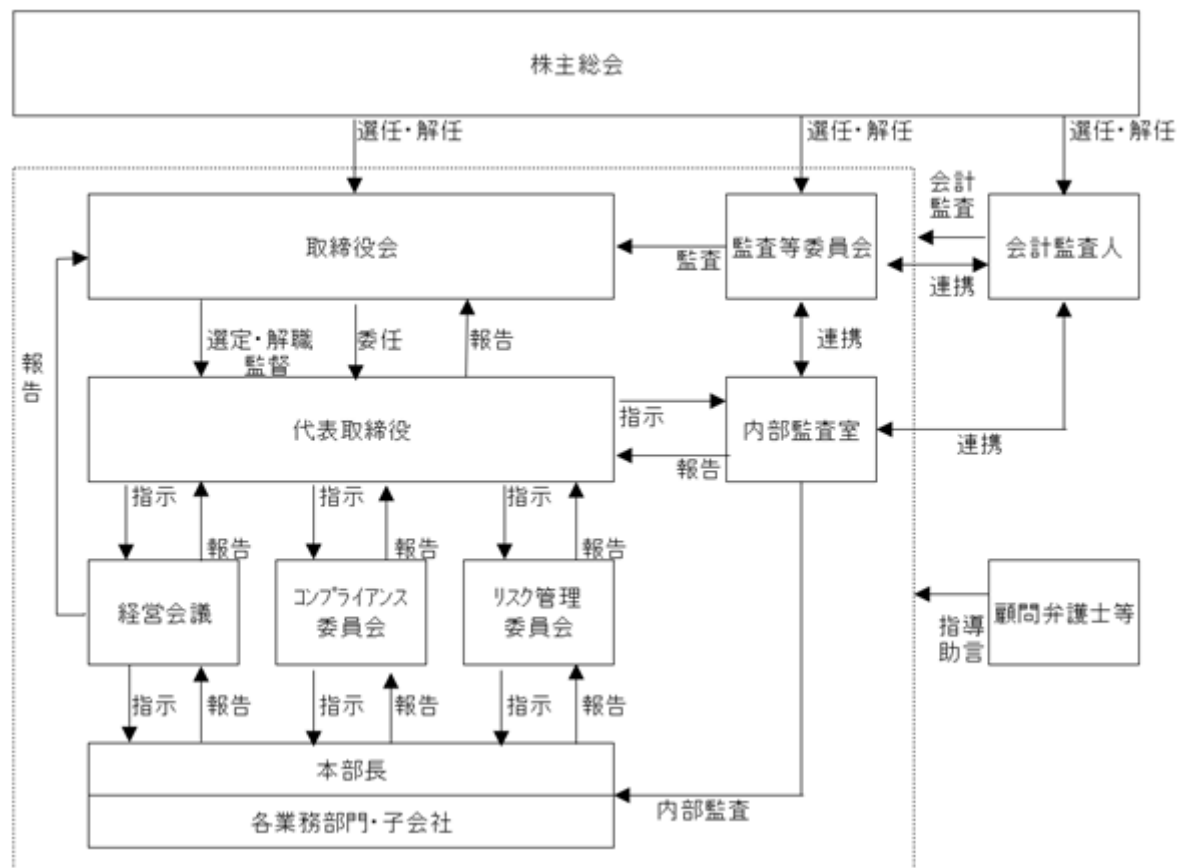 株主総会
選任・解任
選任・解任
選任・解任
取締役会
監査
監査等委員会
会計
監査
連携
会計監査人
選定・解職
監督
委任
報告
連携
報告
代表取締役
指示
報告
内部監査室
連携
指示
報告
指示
報告
指示
報告
経営会議
コンプライアンス
委員会
リスク管理
委員会
指導
助言
顧問弁護士等
指示
報告
指示
報告
指示
報告
本部長
内部監査
各業務部門・子会社